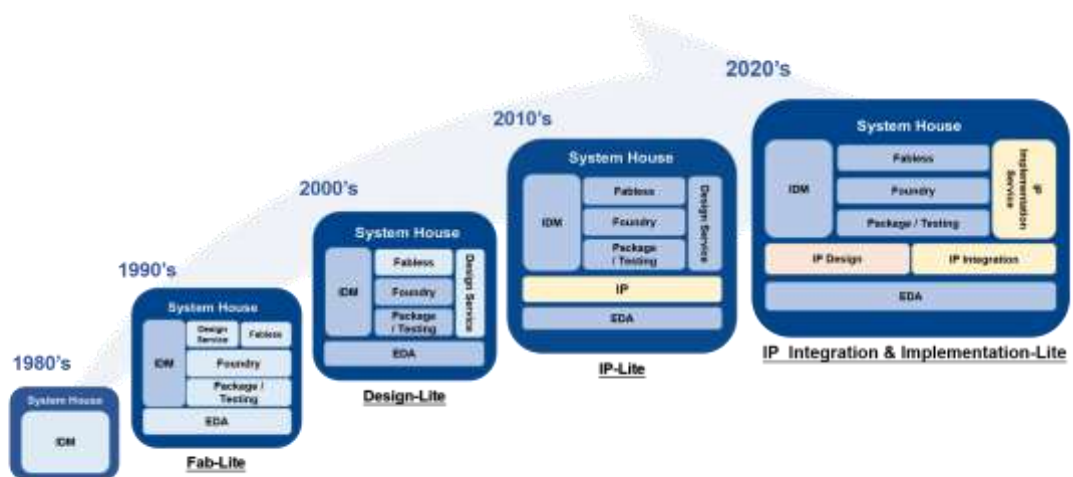 1980's
System House
IDM
1990's
System House
IDM
Design
Service
Fabless
Foundry
Package /
Testing
EDA
Fab-Lite
2000's
System House
IDM
Fabless
Foundry
Package
/ Testing
Design Service
EDA
Design-Lite
2010's
System House
IDM
Fabless
Foundry
Package
/ Testing
Design Service
IP
EDA
IP-Lite
2020's
System House
IDM
Fabless
Foundry
Package / Testing
IP
Implementation
Service
IP Design
IP Integration
EDA
IP Integration & Implementation-Lite